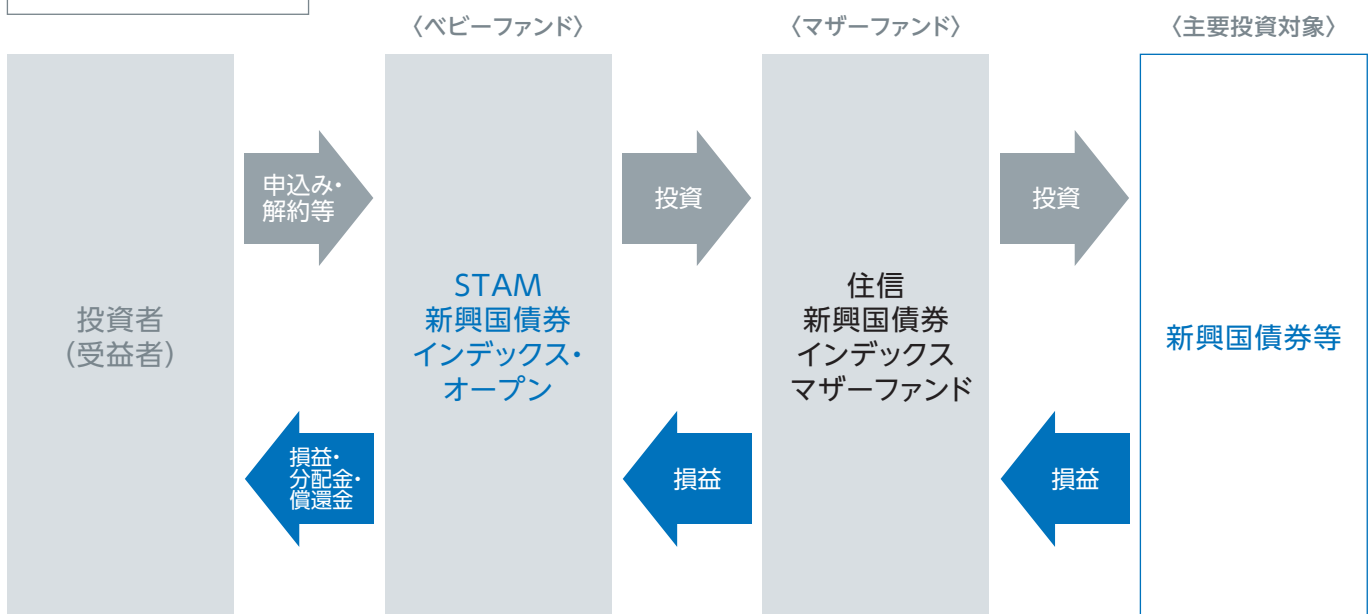 〈ベビーファンド〉
〈マザーファンド〉
〈主要投資対象〉
申込み・
解約等
投資
投資
投資者
(受益者)
STAM
新興国債券
インデックス・
オープン
住信
新興国債券
インデックス
マザーファンド
新興国債券等
損益・
分配金・
償還金
損益
損益